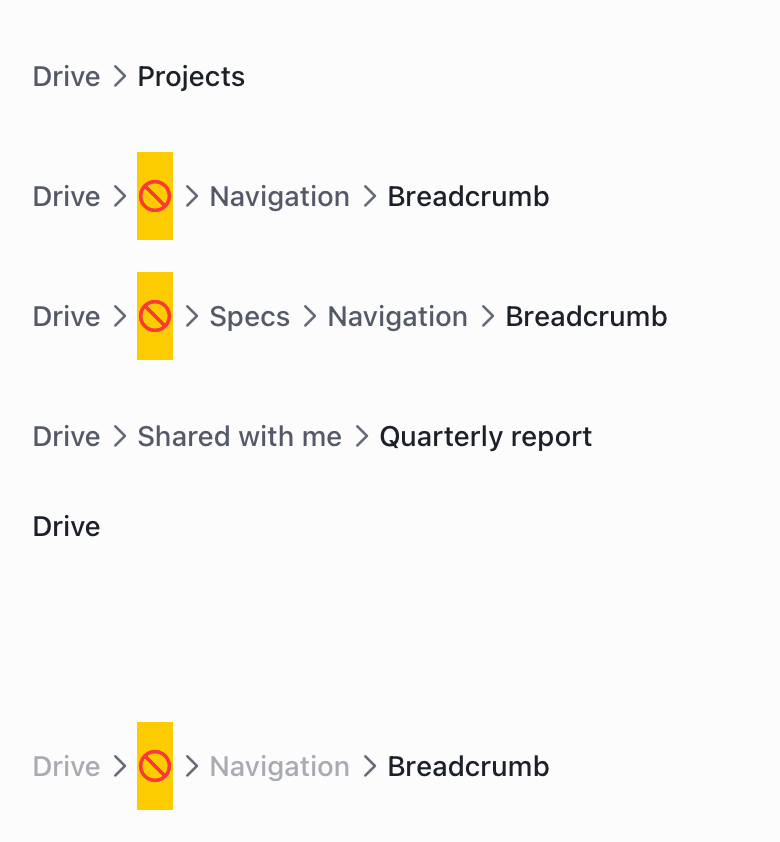 Drive > Projects
Drive > 🚫 > Navigation > Breadcrumb
Drive > 🚫 > Specs > Navigation > Breadcrumb
Drive > Shared with me > Quarterly report
Drive
Drive > 🚫 > Navigation > Breadcrumb